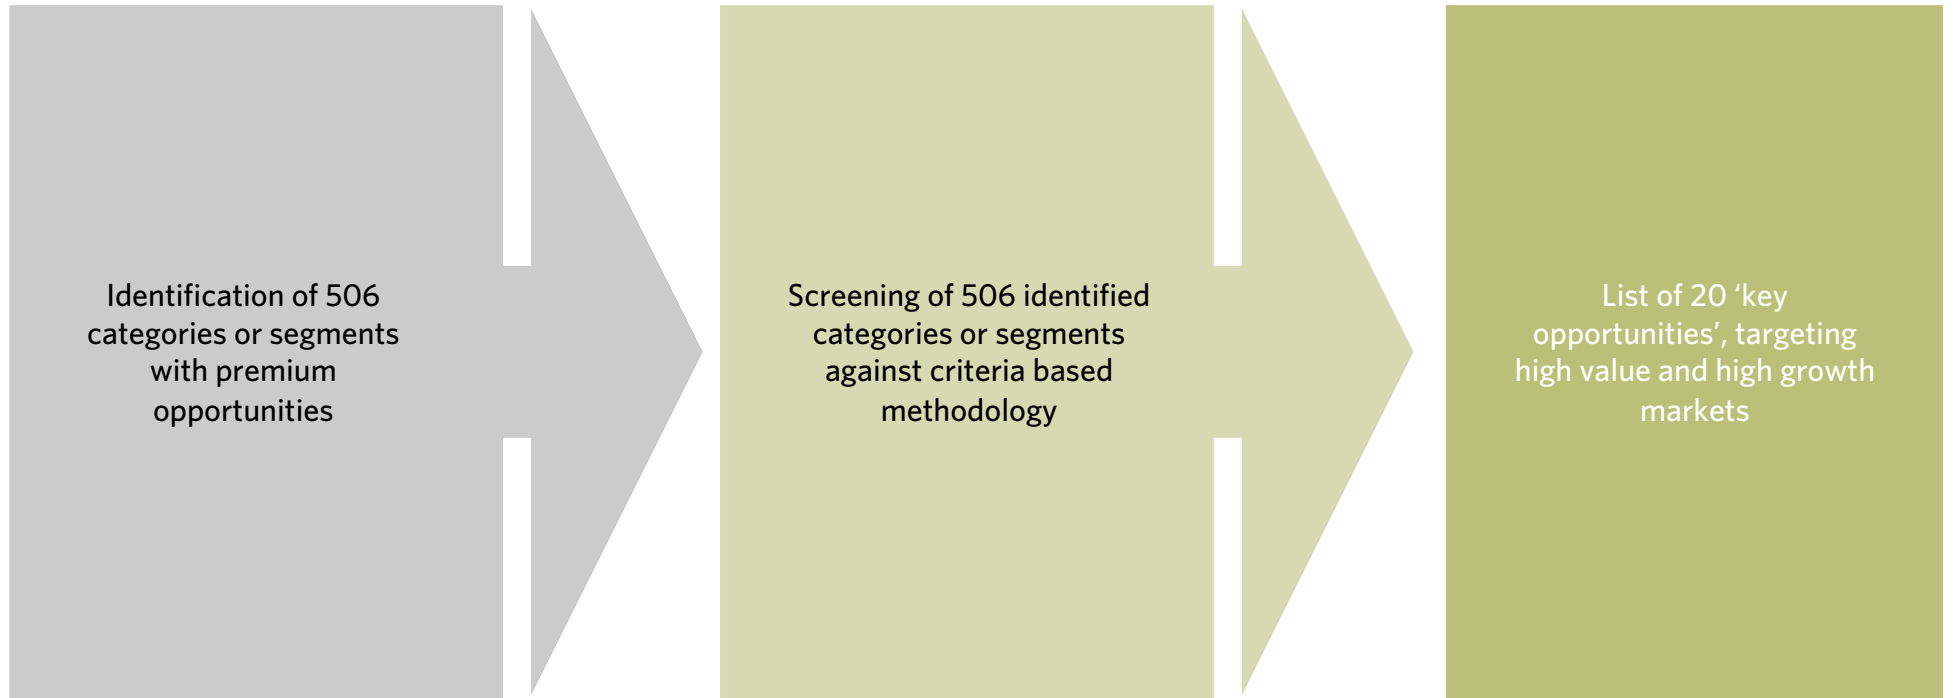 Identification of 506
categories or segments
with premium
opportunities
Screening of 506 identified
categories or segments
against criteria based
methodology
List of 20 ‘key
opportunities’, targeting
high value and high growth
markets